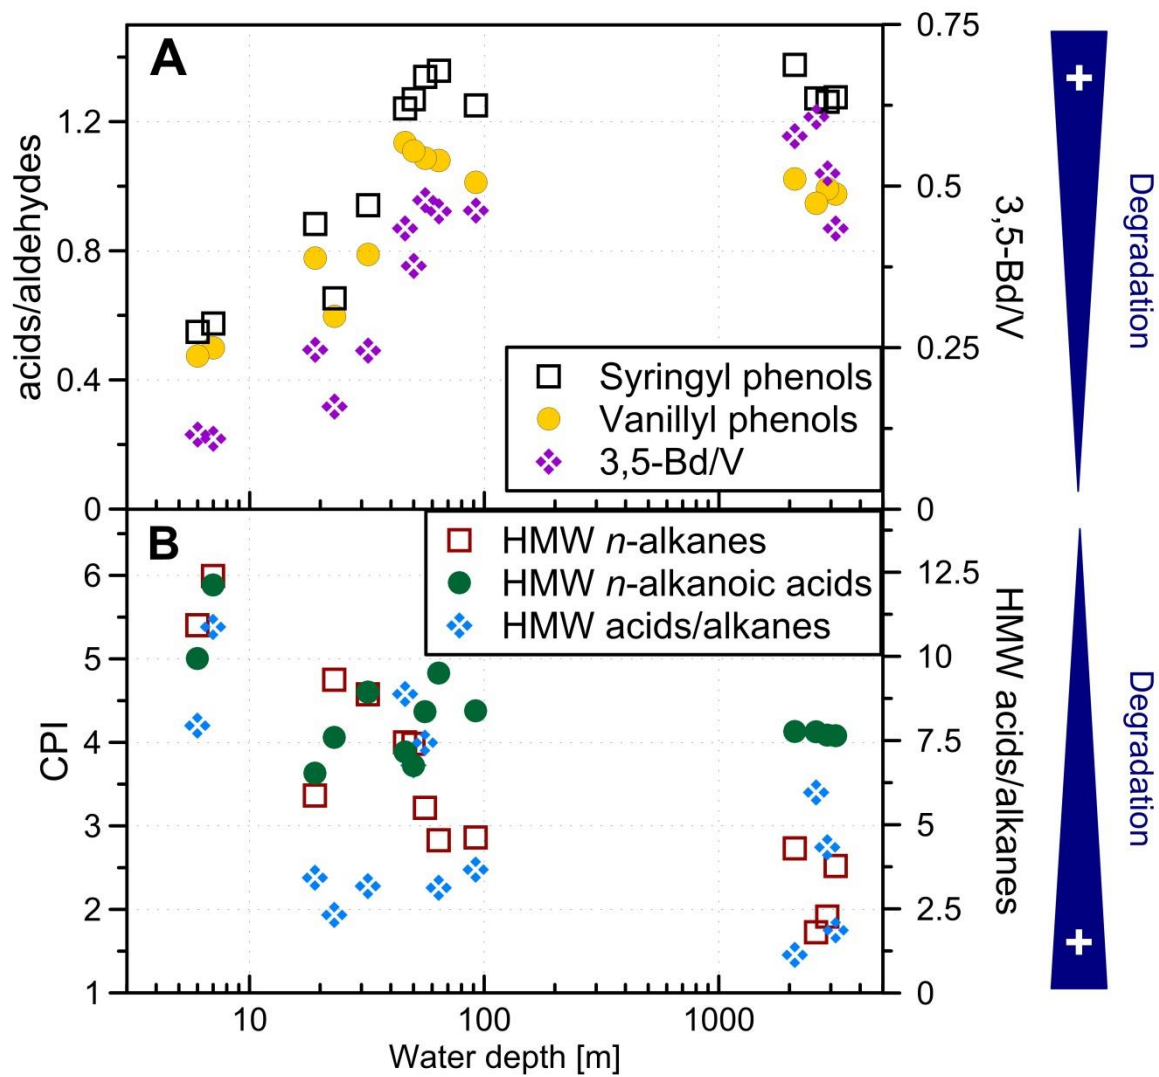 A
acids/aldehydes
1.2
0.8
0.4
0
0.75
0.5
0.25
0
3,5-Bd/V
+
Degradation
Syringyl phenols
Vanillyl phenols
3,5-Bd/V
B
CPI
6
5
4
3
2
1
HMW n-alkanes
HMW n-alkanoic acids
HMW acids/alkanes
12.5
10
7.5
5
2.5
0
HMW acids/alkanes
Degradation
+
10
100
1000
Water depth [m]